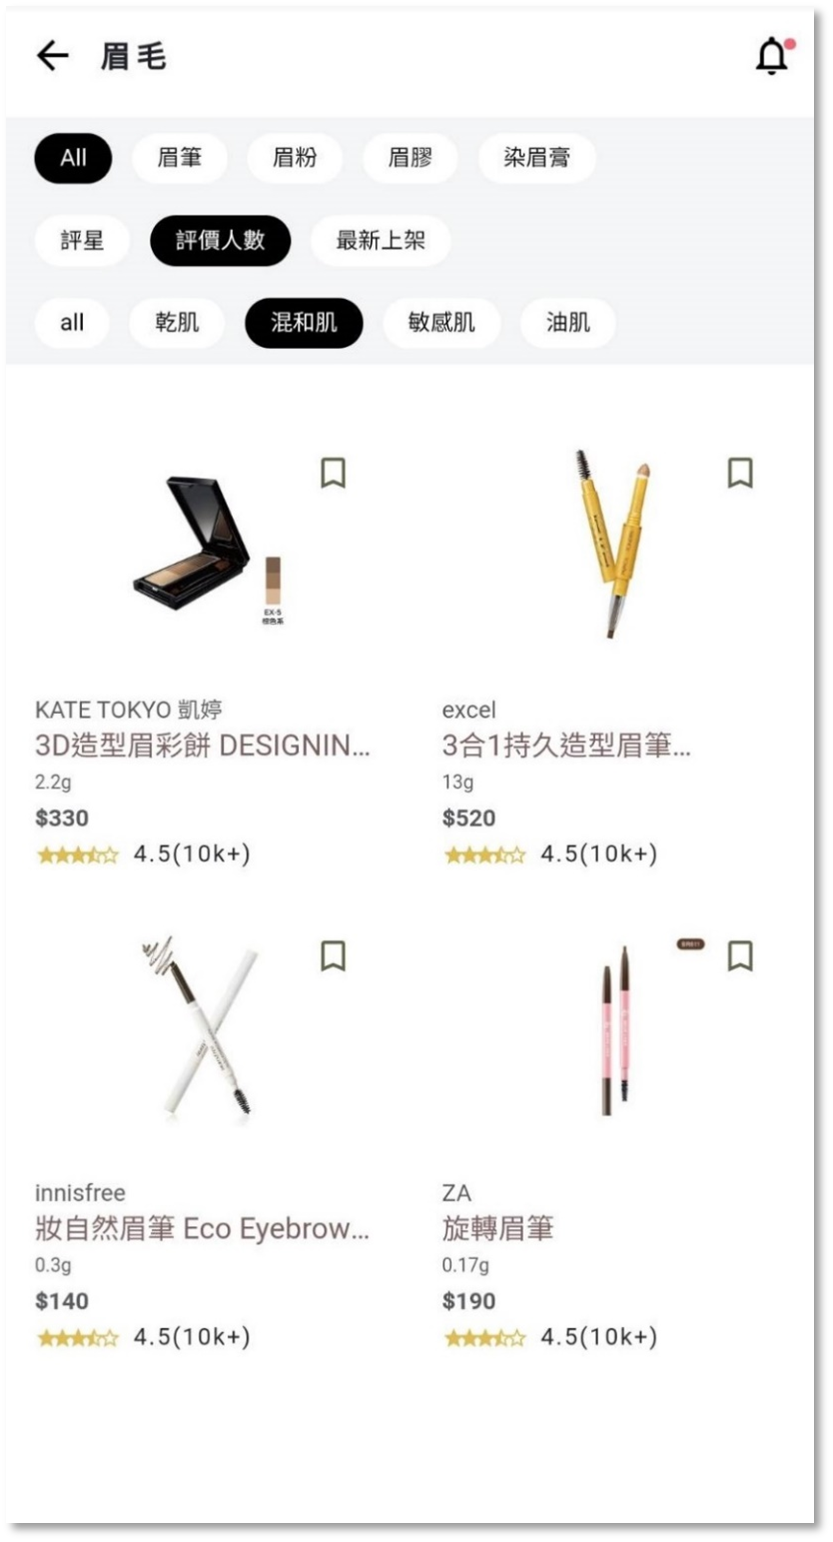 眉毛
All 眉筆 眉粉 眉膠 染眉膏
評星 評價人數 最新上架
all 乾肌 混和肌 敏感肌 油肌
EX-5
棕色系
KATE TOKYO 凱婷
3D造型眉彩餅 DESIGNIN...
2.2g
$330
4.5(10k+)
excel
3合1持久造型眉筆...
13g
$520
4.5(10k+)
innisfree
妝自然眉筆 Eco Eyebrow...
0.3g
$140
4.5(10k+)
ZA
旋轉眉筆
0.17g
$190
4.5(10k+)